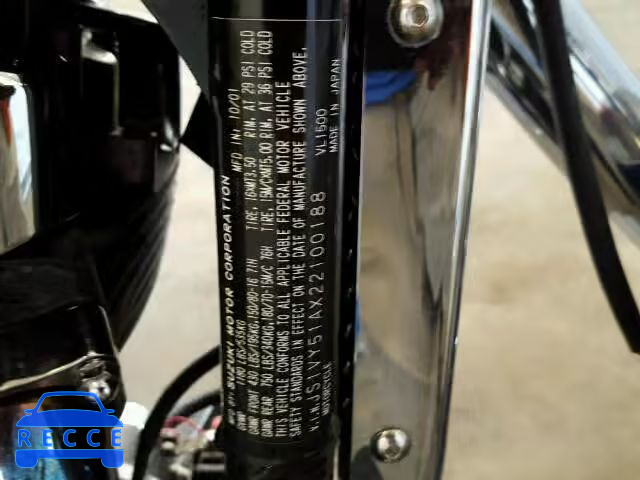 MFD BY: SUZUKI MOTOR CORPORATION MFD IN: 10/01
GVWR 1180 LBS/535KG
GAWR FRONT 430 LBS/195KG, 150/80-16 71H TIRE, 16XMT3.50 RIM, AT 29 PSI COLD
GAWR REAR 750 LBS/340KG, 180/70-15M/C 76H TIRE, 15M/CXMT5.00 RIM, AT 36 PSI COLD
THIS VEHICLE CONFORMS TO ALL APPLICABLE FEDERAL MOTOR VEHICLE
SAFETY STANDARDS IN EFFECT ON THE DATE OF MANUFACTURE SHOWN ABOVE.
V.I.N. JS1VY51AX22100188 VL1500
MOTORCYCLE MADE IN JAPAN
RECCE